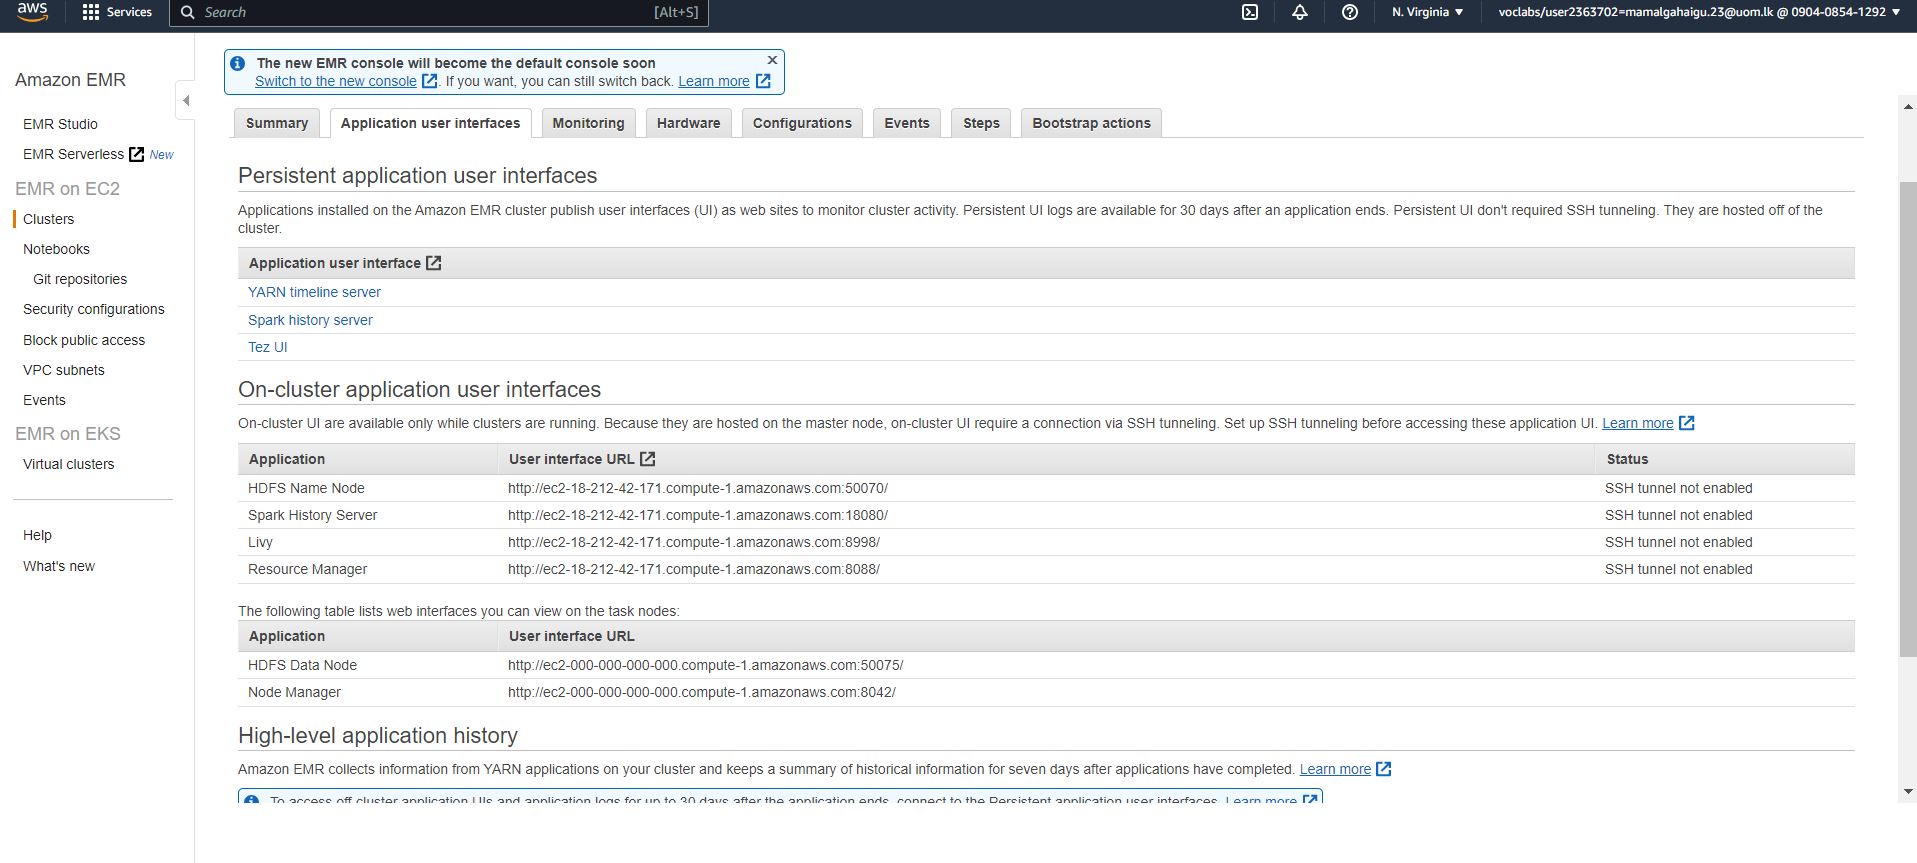 aws
Services
Search
[Alt+S]
N. Virginia
voclabs/user2363702=mamalgahaigu.23@uom.lk @ 0904-0854-1292
Amazon EMR
EMR Studio
EMR Serverless New
EMR on EC2
Clusters
Notebooks
Git repositories
Security configurations
Block public access
VPC subnets
Events
EMR on EKS
Virtual clusters
Help
What's new
The new EMR console will become the default console soon
Switch to the new console . If you want, you can still switch back. Learn more
Summary
Application user interfaces
Monitoring
Hardware
Configurations
Events
Steps
Bootstrap actions
Persistent application user interfaces
Applications installed on the Amazon EMR cluster publish user interfaces (UI) as web sites to monitor cluster activity. Persistent UI logs are available for 30 days after an application ends. Persistent UI don't required SSH tunneling. They are hosted off of the
cluster.
Application user interface
YARN timeline server
Spark history server
Tez UI
On-cluster application user interfaces
On-cluster UI are available only while clusters are running. Because they are hosted on the master node, on-cluster UI require a connection via SSH tunneling. Set up SSH tunneling before accessing these application UI. Learn more
Application User interface URL Status
HDFS Name Node http://ec2-18-212-42-171.compute-1.amazonaws.com:50070/ SSH tunnel not enabled
Spark History Server http://ec2-18-212-42-171.compute-1.amazonaws.com:18080/ SSH tunnel not enabled
Livy http://ec2-18-212-42-171.compute-1.amazonaws.com:8998/ SSH tunnel not enabled
Resource Manager http://ec2-18-212-42-171.compute-1.amazonaws.com:8088/ SSH tunnel not enabled
The following table lists web interfaces you can view on the task nodes:
Application User interface URL
HDFS Data Node http://ec2-000-000-000-000.compute-1.amazonaws.com:50075/
Node Manager http://ec2-000-000-000-000.compute-1.amazonaws.com:8042/
High-level application history
Amazon EMR collects information from YARN applications on your cluster and keeps a summary of historical information for seven days after applications have completed. Learn more
To access off cluster application UIs and application logs for up to 30 days after the application ends, connect to the Persistent application user interfaces. Learn more